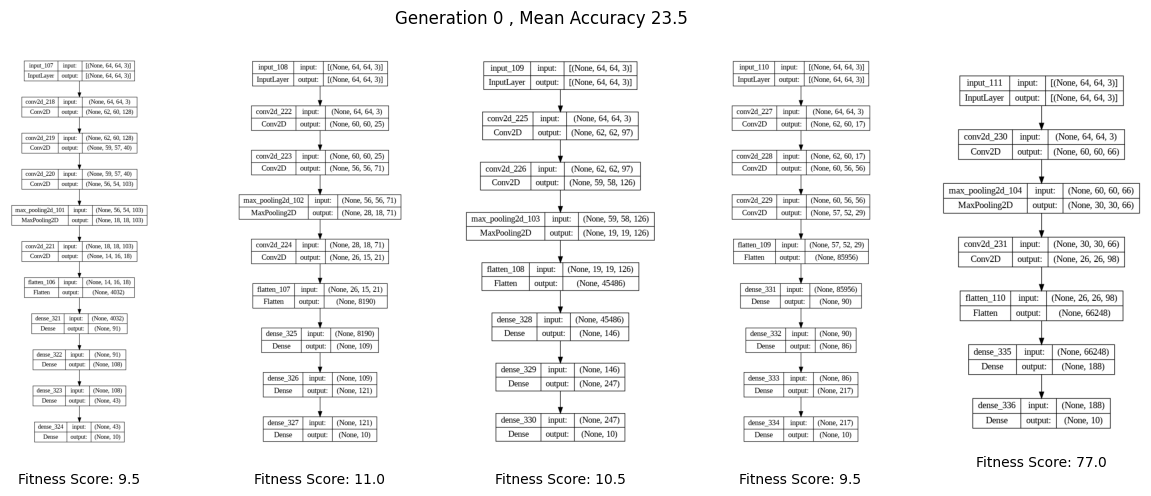 Generation 0 , Mean Accuracy 23.5
input_107 input: [(None, 64, 64, 3)]
InputLayer output: [(None, 64, 64, 3)]
conv2d_218 input: (None, 64, 64, 3)
Conv2D output: (None, 62, 60, 128)
conv2d_219 input: (None, 62, 60, 128)
Conv2D output: (None, 59, 57, 40)
conv2d_220 input: (None, 59, 57, 40)
Conv2D output: (None, 56, 54, 103)
max_pooling2d_101 input: (None, 56, 54, 103)
MaxPooling2D output: (None, 18, 18, 103)
conv2d_221 input: (None, 18, 18, 103)
Conv2D output: (None, 14, 16, 18)
flatten_106 input: (None, 14, 16, 18)
Flatten output: (None, 4032)
dense_321 input: (None, 4032)
Dense output: (None, 91)
dense_322 input: (None, 91)
Dense output: (None, 108)
dense_323 input: (None, 108)
Dense output: (None, 43)
dense_324 input: (None, 43)
Dense output: (None, 10)
Fitness Score: 9.5
input_108 input: [(None, 64, 64, 3)]
InputLayer output: [(None, 64, 64, 3)]
conv2d_222 input: (None, 64, 64, 3)
Conv2D output: (None, 60, 60, 25)
conv2d_223 input: (None, 60, 60, 25)
Conv2D output: (None, 56, 56, 71)
max_pooling2d_102 input: (None, 56, 56, 71)
MaxPooling2D output: (None, 28, 18, 71)
conv2d_224 input: (None, 28, 18, 71)
Conv2D output: (None, 26, 15, 21)
flatten_107 input: (None, 26, 15, 21)
Flatten output: (None, 8190)
dense_325 input: (None, 8190)
Dense output: (None, 109)
dense_326 input: (None, 109)
Dense output: (None, 121)
dense_327 input: (None, 121)
Dense output: (None, 10)
Fitness Score: 11.0
input_109 input: [(None, 64, 64, 3)]
InputLayer output: [(None, 64, 64, 3)]
conv2d_225 input: (None, 64, 64, 3)
Conv2D output: (None, 62, 62, 97)
conv2d_226 input: (None, 62, 62, 97)
Conv2D output: (None, 59, 58, 126)
max_pooling2d_103 input: (None, 59, 58, 126)
MaxPooling2D output: (None, 19, 19, 126)
flatten_108 input: (None, 19, 19, 126)
Flatten output: (None, 45486)
dense_328 input: (None, 45486)
Dense output: (None, 146)
dense_329 input: (None, 146)
Dense output: (None, 247)
dense_330 input: (None, 247)
Dense output: (None, 10)
Fitness Score: 10.5
input_110 input: [(None, 64, 64, 3)]
InputLayer output: [(None, 64, 64, 3)]
conv2d_227 input: (None, 64, 64, 3)
Conv2D output: (None, 62, 60, 17)
conv2d_228 input: (None, 62, 60, 17)
Conv2D output: (None, 60, 56, 56)
conv2d_229 input: (None, 60, 56, 56)
Conv2D output: (None, 57, 52, 29)
flatten_109 input: (None, 57, 52, 29)
Flatten output: (None, 85956)
dense_331 input: (None, 85956)
Dense output: (None, 90)
dense_332 input: (None, 90)
Dense output: (None, 86)
dense_333 input: (None, 86)
Dense output: (None, 217)
dense_334 input: (None, 217)
Dense output: (None, 10)
Fitness Score: 9.5
input_111 input: [(None, 64, 64, 3)]
InputLayer output: [(None, 64, 64, 3)]
conv2d_230 input: (None, 64, 64, 3)
Conv2D output: (None, 60, 60, 66)
max_pooling2d_104 input: (None, 60, 60, 66)
MaxPooling2D output: (None, 30, 30, 66)
conv2d_231 input: (None, 30, 30, 66)
Conv2D output: (None, 26, 26, 98)
flatten_110 input: (None, 26, 26, 98)
Flatten output: (None, 66248)
dense_335 input: (None, 66248)
Dense output: (None, 188)
dense_336 input: (None, 188)
Dense output: (None, 10)
Fitness Score: 77.0